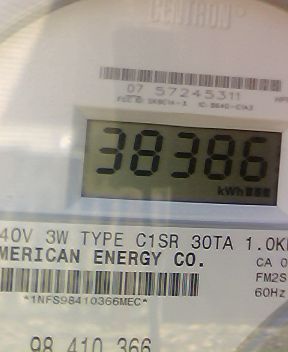 CENTRON®
07 57245311
38386
kWh
40V 3W TYPE C1SR 30TA 1.0K
MERICAN ENERGY CO.
CA 0
FM2S
60Hz
*1NFS98410366MEC*
98 410 366